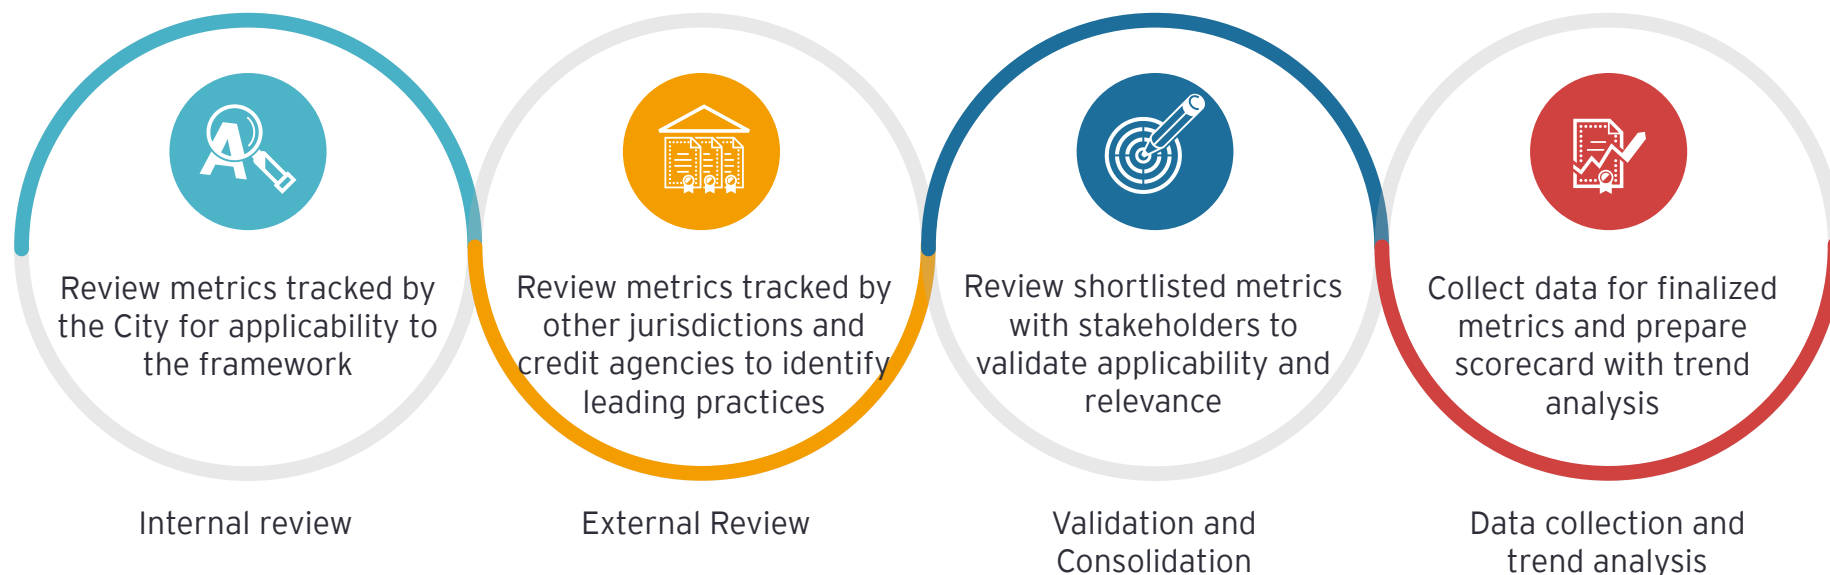 Review metrics tracked by
the City for applicability to
the framework
Internal review
Review metrics tracked by
other jurisdictions and
credit agencies to identify
leading practices
External Review
Review shortlisted metrics
with stakeholders to
validate applicability and
relevance
Validation and
Consolidation
Collect data for finalized
metrics and prepare
scorecard with trend
analysis
Data collection and
trend analysis